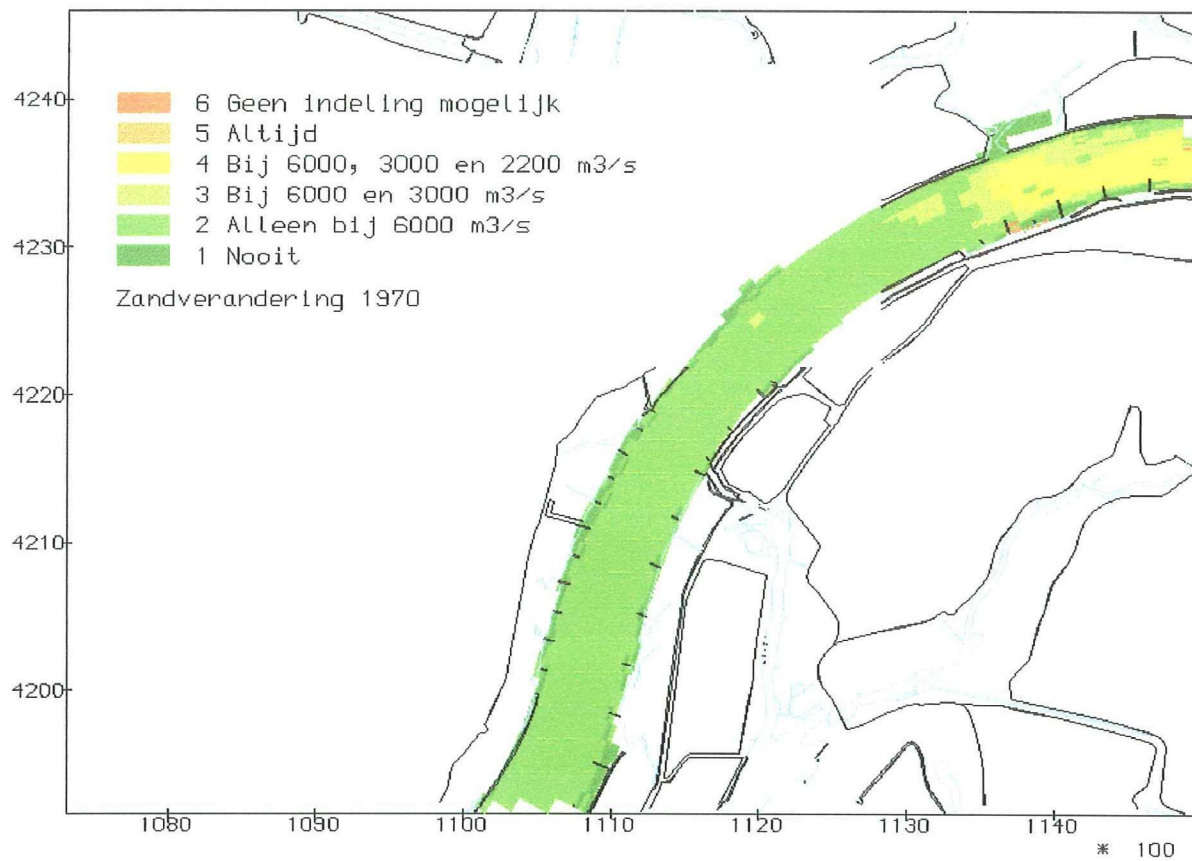 6 Geen indeling mogelijk
5 Altijd
4 Bij 6000, 3000 en 2200 m3/s
3 Bij 6000 en 3000 m3/s
2 Alleen bij 6000 m3/s
1 Nooit
Zandverandering 1970
4240
4230
4220
4210
4200
1080 1090 1100 1110 1120 1130 1140
* 100